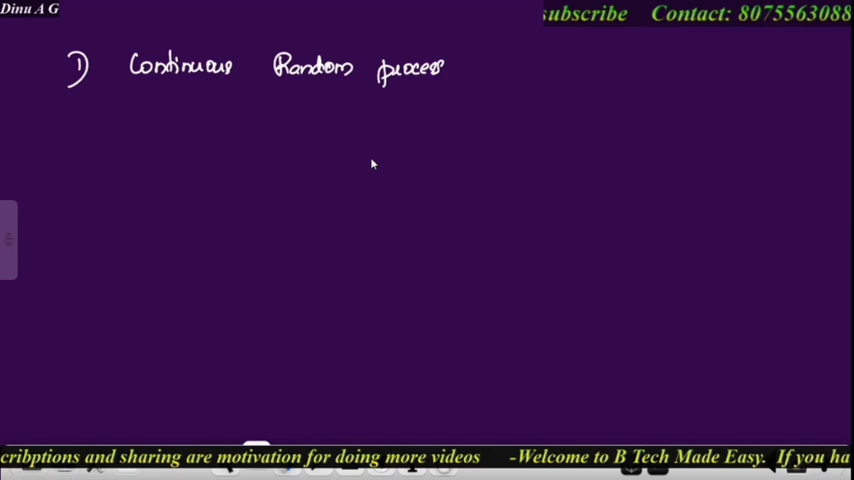 Dinu A G
subscribe Contact: 8075563088
1) Continuous Random process
cribptions and sharing are motivation for doing more videos -Welcome to B Tech Made Easy. If you ha